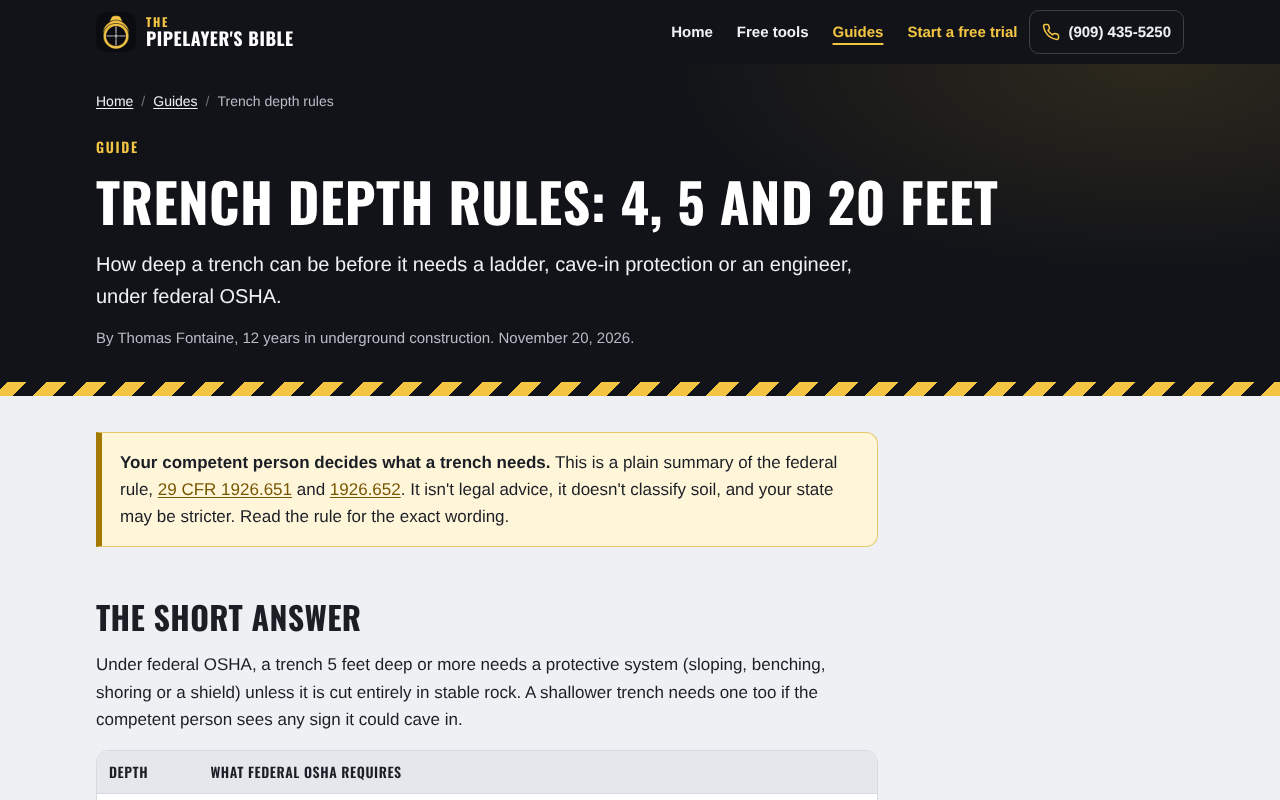 THE
PIPELAYER'S BIBLE
Home
Free tools
Guides
Start a free trial
(909) 435-5250
Home / Guides / Trench depth rules
GUIDE
TRENCH DEPTH RULES: 4, 5 AND 20 FEET
How deep a trench can be before it needs a ladder, cave-in protection or an engineer,
under federal OSHA.
By Thomas Fontaine, 12 years in underground construction. November 20, 2026.
Your competent person decides what a trench needs. This is a plain summary of the federal
rule, 29 CFR 1926.651 and 1926.652. It isn't legal advice, it doesn't classify soil, and your state
may be stricter. Read the rule for the exact wording.
THE SHORT ANSWER
Under federal OSHA, a trench 5 feet deep or more needs a protective system (sloping, benching,
shoring or a shield) unless it is cut entirely in stable rock. A shallower trench needs one too if the
competent person sees any sign it could cave in.
DEPTH
WHAT FEDERAL OSHA REQUIRES